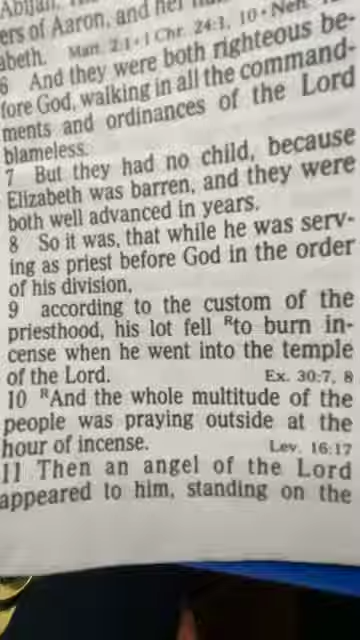 Abijah.
ers of Aaron, and her
abeth. Matt. 2:1 · 1 Chr. 24:1, 10 · Neh.
6 And they were both righteous be-
fore God, walking in all the command-
ments and ordinances of the Lord
blameless.
7 But they had no child, because
Elizabeth was barren, and they were
both well advanced in years.
8 So it was, that while he was serv-
ing as priest before God in the order
of his division,
9 according to the custom of the
priesthood, his lot fell ᴿto burn in-
cense when he went into the temple
of the Lord. Ex. 30:7, 8
10 ᴿAnd the whole multitude of the
people was praying outside at the
hour of incense. Lev. 16:17
11 Then an angel of the Lord
appeared to him, standing on the